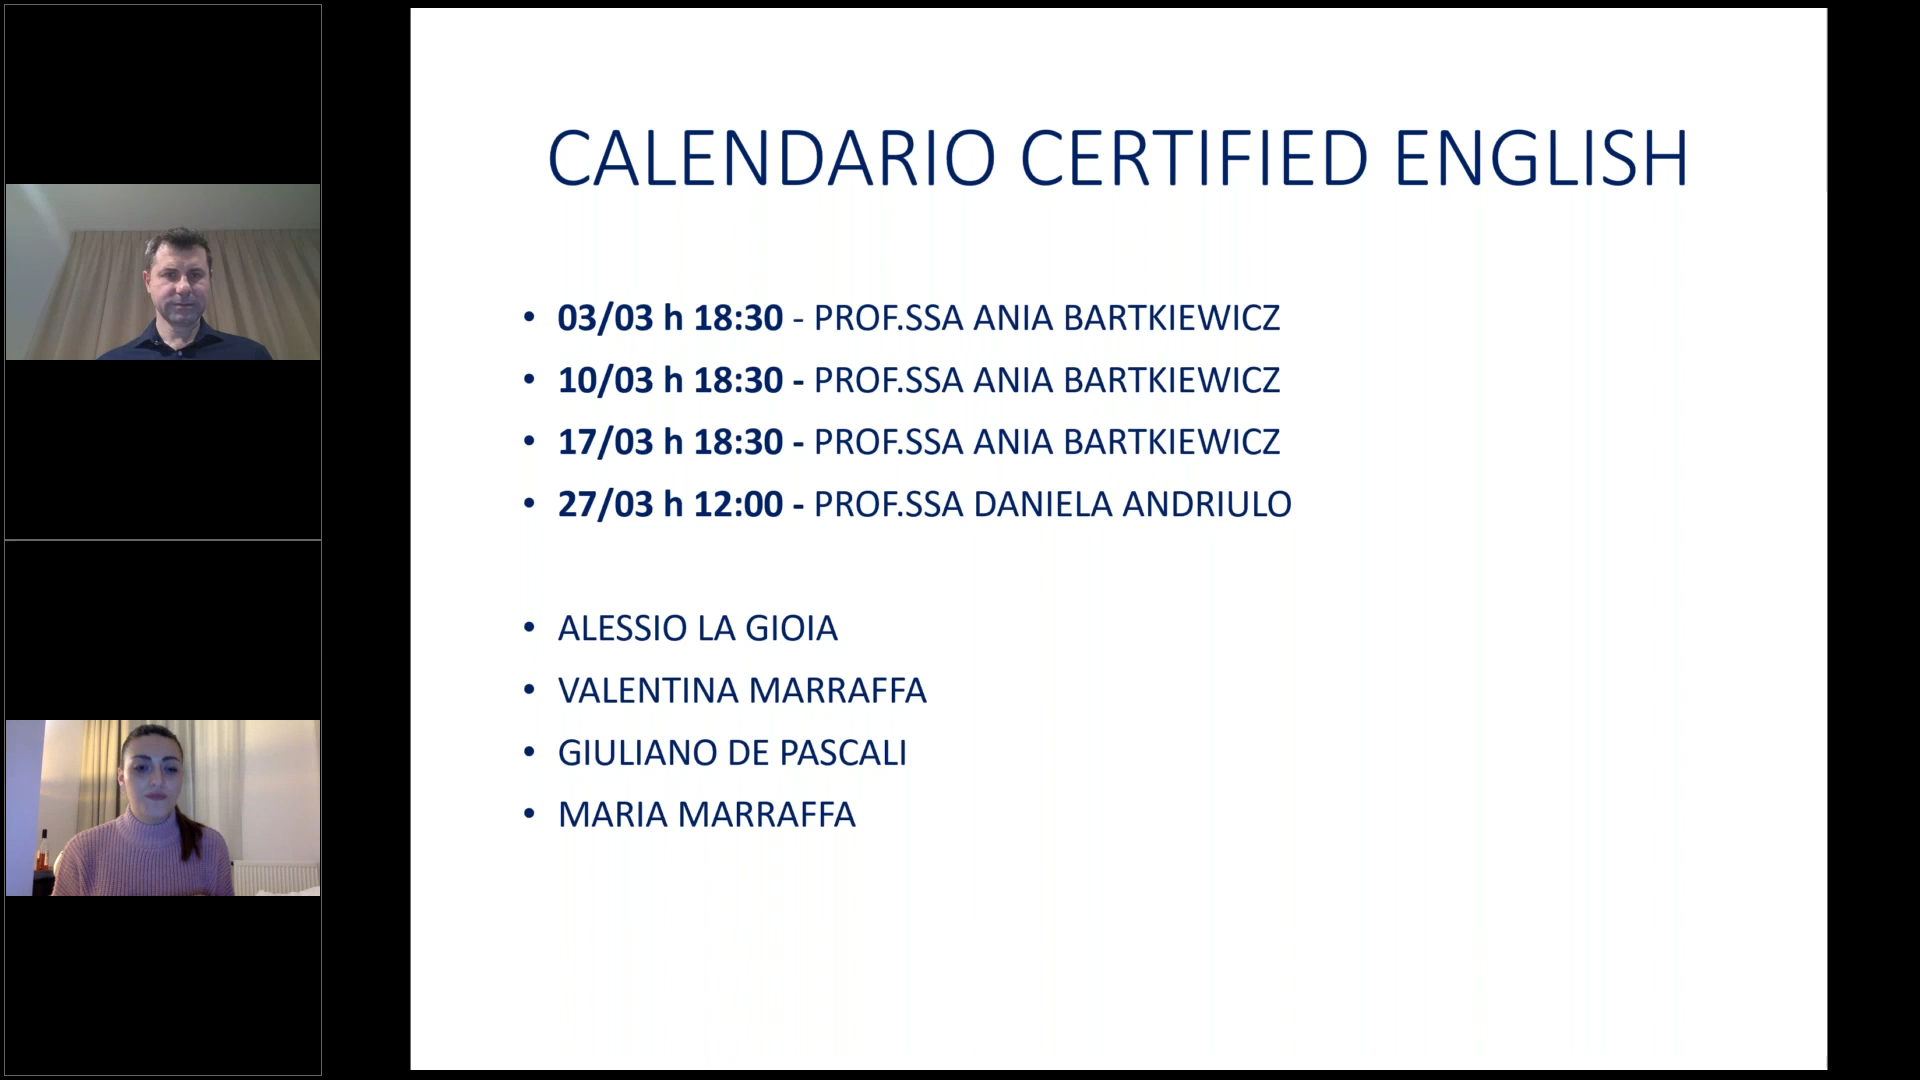 CALENDARIO CERTIFIED ENGLISH
• 03/03 h 18:30 - PROF.SSA ANIA BARTKIEWICZ
• 10/03 h 18:30 - PROF.SSA ANIA BARTKIEWICZ
• 17/03 h 18:30 - PROF.SSA ANIA BARTKIEWICZ
• 27/03 h 12:00 - PROF.SSA DANIELA ANDRIULO
• ALESSIO LA GIOIA
• VALENTINA MARRAFFA
• GIULIANO DE PASCALI
• MARIA MARRAFFA